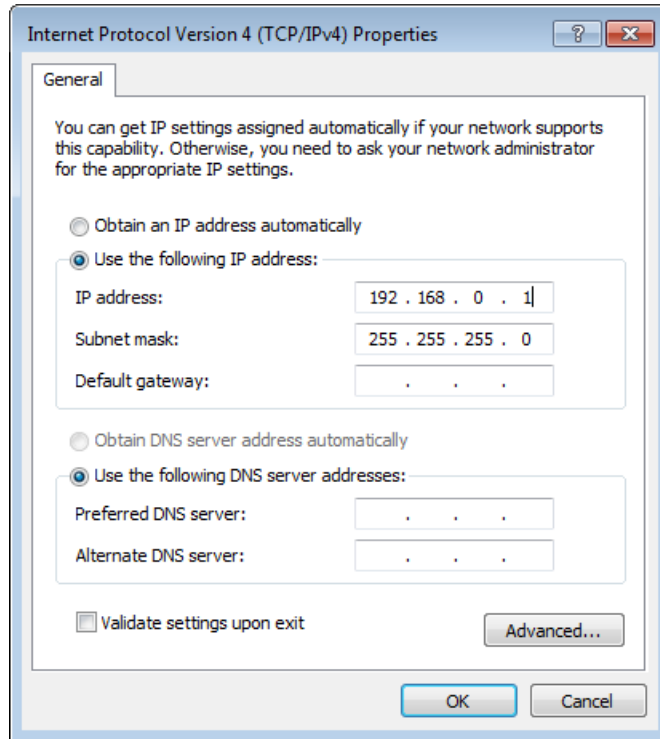 Internet Protocol Version 4 (TCP/IPv4) Properties
?
General
You can get IP settings assigned automatically if your network supports
this capability. Otherwise, you need to ask your network administrator
for the appropriate IP settings.
Obtain an IP address automatically
Use the following IP address:
IP address: 192 . 168 . 0 . 1
Subnet mask: 255 . 255 . 255 . 0
Default gateway: . . .
Obtain DNS server address automatically
Use the following DNS server addresses:
Preferred DNS server: . . .
Alternate DNS server: . . .
Validate settings upon exit
Advanced...
OK Cancel